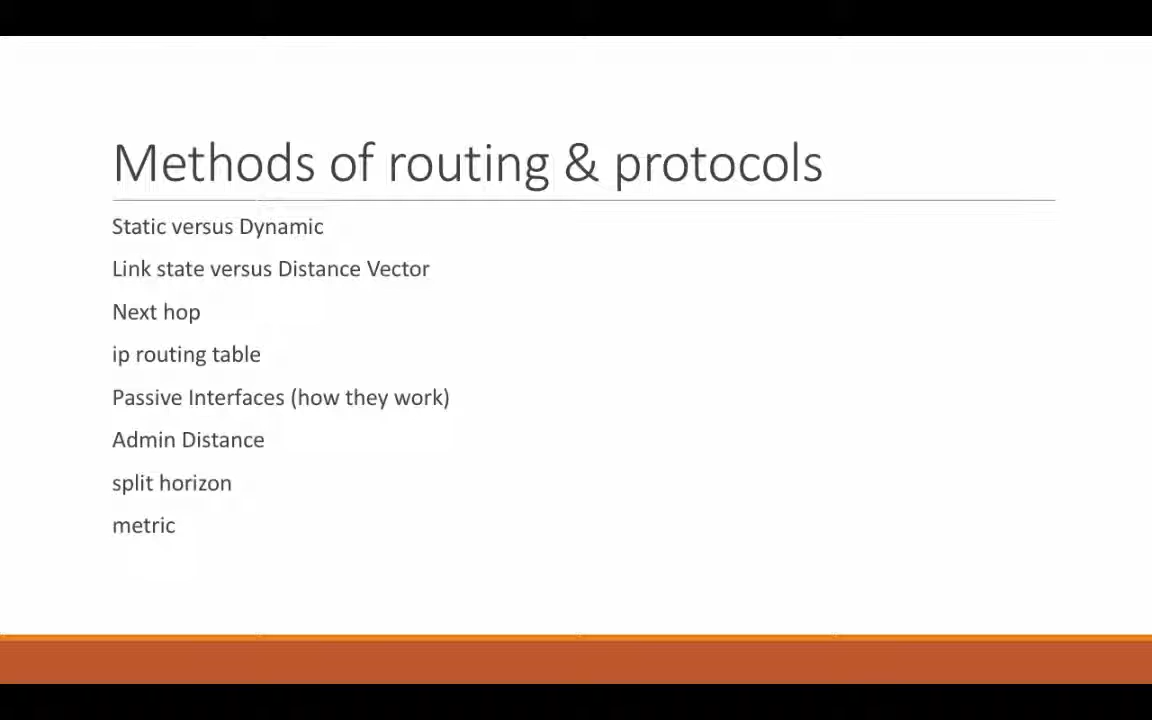 Methods of routing & protocols
Static versus Dynamic
Link state versus Distance Vector
Next hop
ip routing table
Passive Interfaces (how they work)
Admin Distance
split horizon
metric